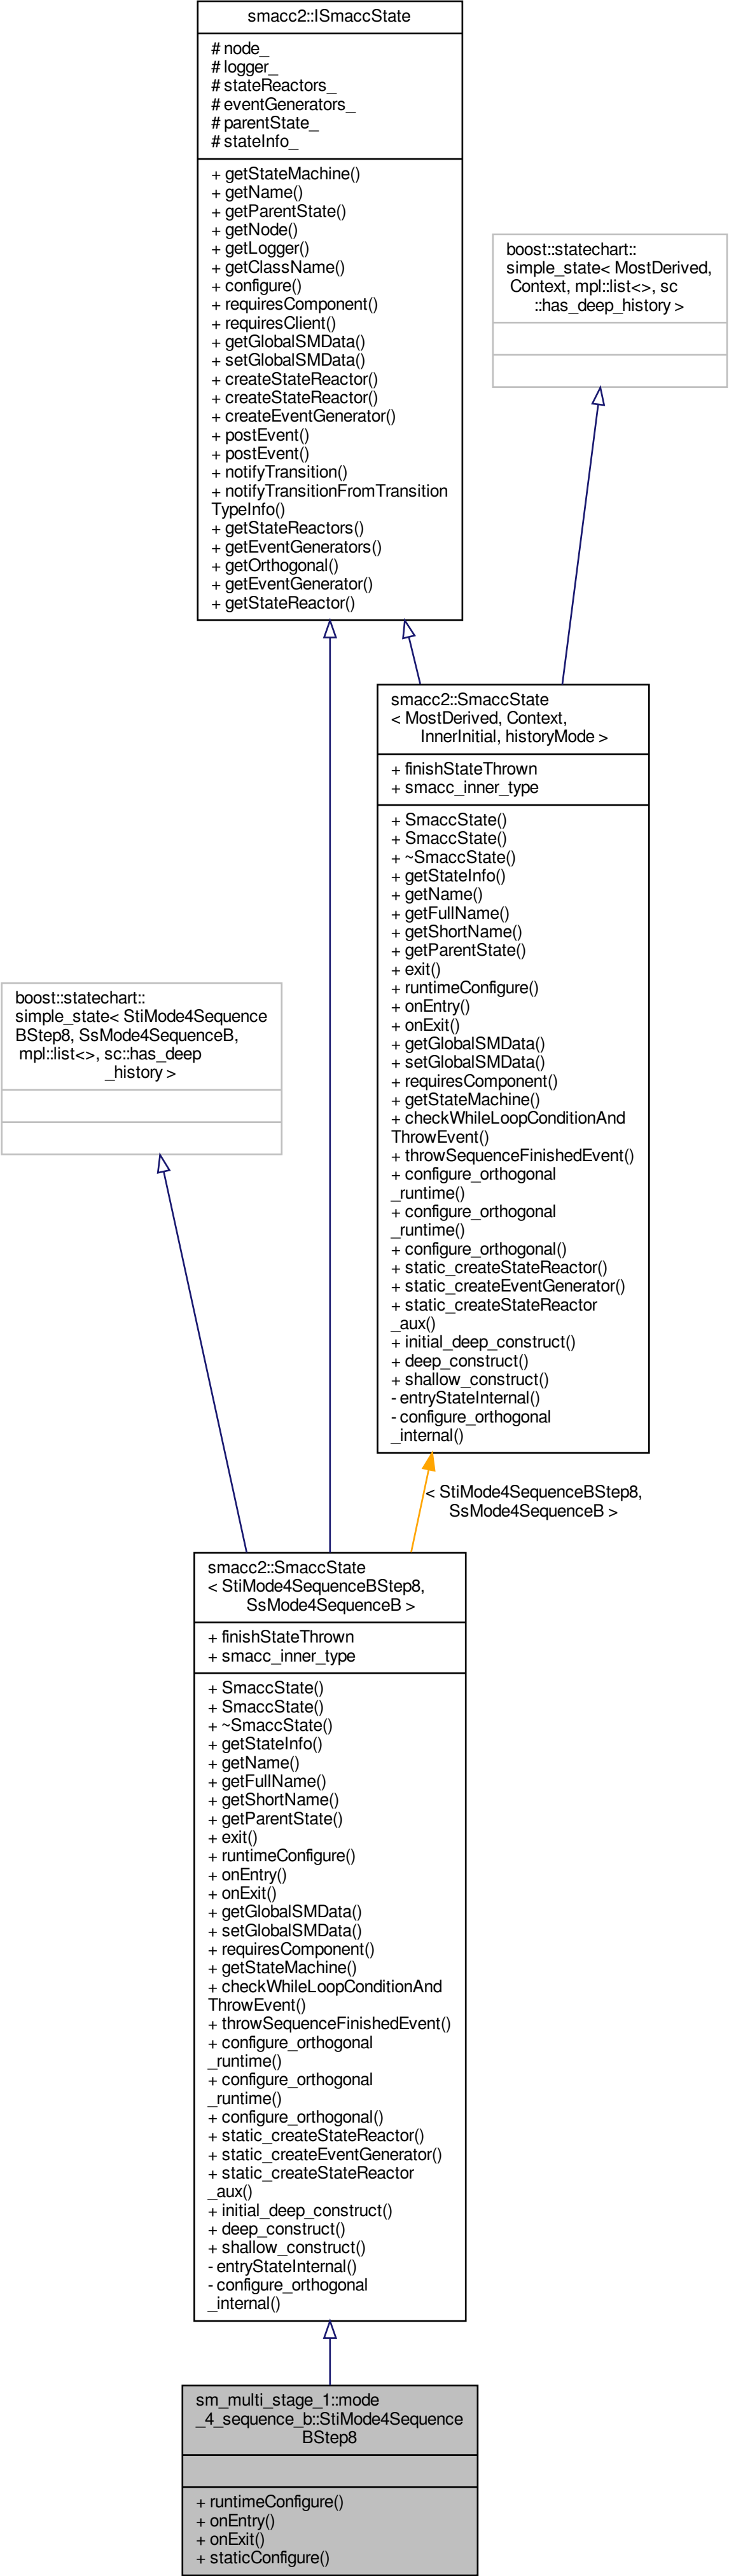 smacc2::ISmaccState
# node_
# logger_
# stateReactors_
# eventGenerators_
# parentState_
# stateInfo_
+ getStateMachine()
+ getName()
+ getParentState()
+ getNode()
+ getLogger()
+ getClassName()
+ configure()
+ requiresComponent()
+ requiresClient()
+ getGlobalSMData()
+ setGlobalSMData()
+ createStateReactor()
+ createStateReactor()
+ createEventGenerator()
+ postEvent()
+ postEvent()
+ notifyTransition()
+ notifyTransitionFromTransition
TypeInfo()
+ getStateReactors()
+ getEventGenerators()
+ getOrthogonal()
+ getEventGenerator()
+ getStateReactor()
boost::statechart::
simple_state< MostDerived,
Context, mpl::list<>, sc
::has_deep_history >
smacc2::SmaccState
< MostDerived, Context,
InnerInitial, historyMode >
+ finishStateThrown
+ smacc_inner_type
+ SmaccState()
+ SmaccState()
+ ~SmaccState()
+ getStateInfo()
+ getName()
+ getFullName()
+ getShortName()
+ getParentState()
+ exit()
+ runtimeConfigure()
+ onEntry()
+ onExit()
+ getGlobalSMData()
+ setGlobalSMData()
+ requiresComponent()
+ getStateMachine()
+ checkWhileLoopConditionAnd
ThrowEvent()
+ throwSequenceFinishedEvent()
+ configure_orthogonal
_runtime()
+ configure_orthogonal
_runtime()
+ configure_orthogonal()
+ static_createStateReactor()
+ static_createEventGenerator()
+ static_createStateReactor
_aux()
+ initial_deep_construct()
+ deep_construct()
+ shallow_construct()
- entryStateInternal()
- configure_orthogonal
_internal()
boost::statechart::
simple_state< StiMode4Sequence
BStep8, SsMode4SequenceB,
mpl::list<>, sc::has_deep
_history >
< StiMode4SequenceBStep8,
SsMode4SequenceB >
smacc2::SmaccState
< StiMode4SequenceBStep8,
SsMode4SequenceB >
+ finishStateThrown
+ smacc_inner_type
+ SmaccState()
+ SmaccState()
+ ~SmaccState()
+ getStateInfo()
+ getName()
+ getFullName()
+ getShortName()
+ getParentState()
+ exit()
+ runtimeConfigure()
+ onEntry()
+ onExit()
+ getGlobalSMData()
+ setGlobalSMData()
+ requiresComponent()
+ getStateMachine()
+ checkWhileLoopConditionAnd
ThrowEvent()
+ throwSequenceFinishedEvent()
+ configure_orthogonal
_runtime()
+ configure_orthogonal
_runtime()
+ configure_orthogonal()
+ static_createStateReactor()
+ static_createEventGenerator()
+ static_createStateReactor
_aux()
+ initial_deep_construct()
+ deep_construct()
+ shallow_construct()
- entryStateInternal()
- configure_orthogonal
_internal()
sm_multi_stage_1::mode
_4_sequence_b::StiMode4Sequence
BStep8
+ runtimeConfigure()
+ onEntry()
+ onExit()
+ staticConfigure()